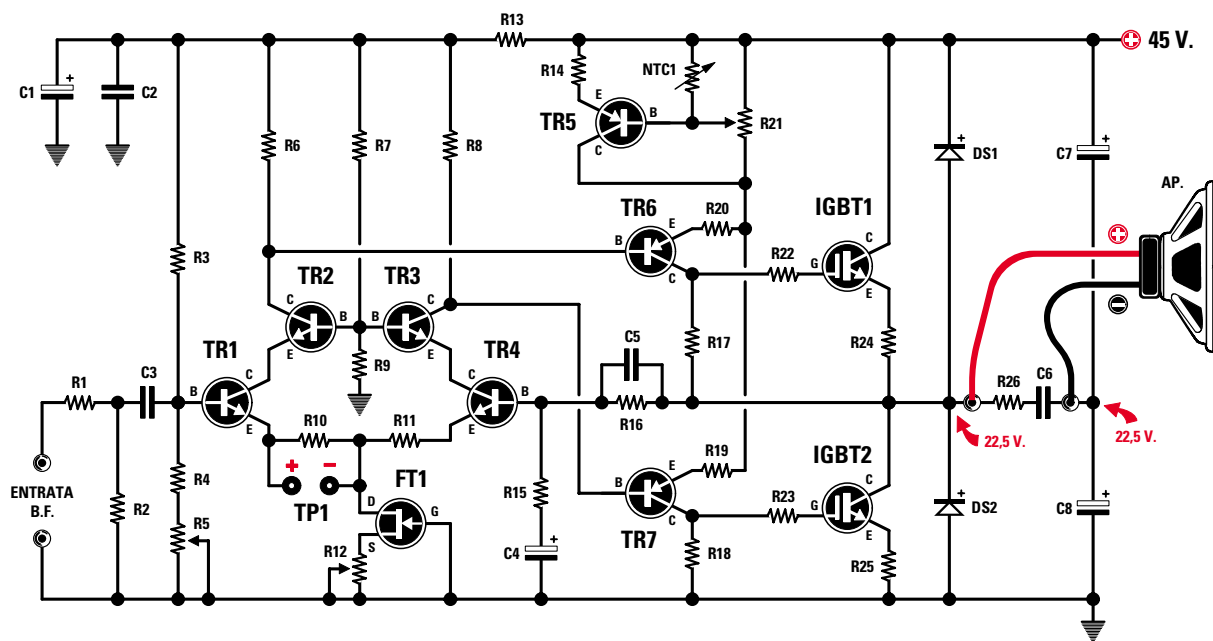 R13
45 V.
C1
+
C2
R14
E
NTC1
TR5
B
R21
C
R6
R7
R8
+
DS1
+
C7
AP.
R3
TR6
E
R20
IGBT1
B
C
R22
C
G
E
TR2
TR3
C
B
B
C
E
E
R9
TR1
TR4
C5
R17
R24
R1
C3
B
C
C
B
R16
R26
C6
E
R10
R11
E
22,5 V.
22,5 V.
+
-
TP1
FT1
D
G
S
R15
E
R19
IGBT2
B
C
R23
C
G
E
TR7
ENTRATA
B.F.
R2
R4
R5
R12
C4
+
R18
R25
+
DS2
+
C8